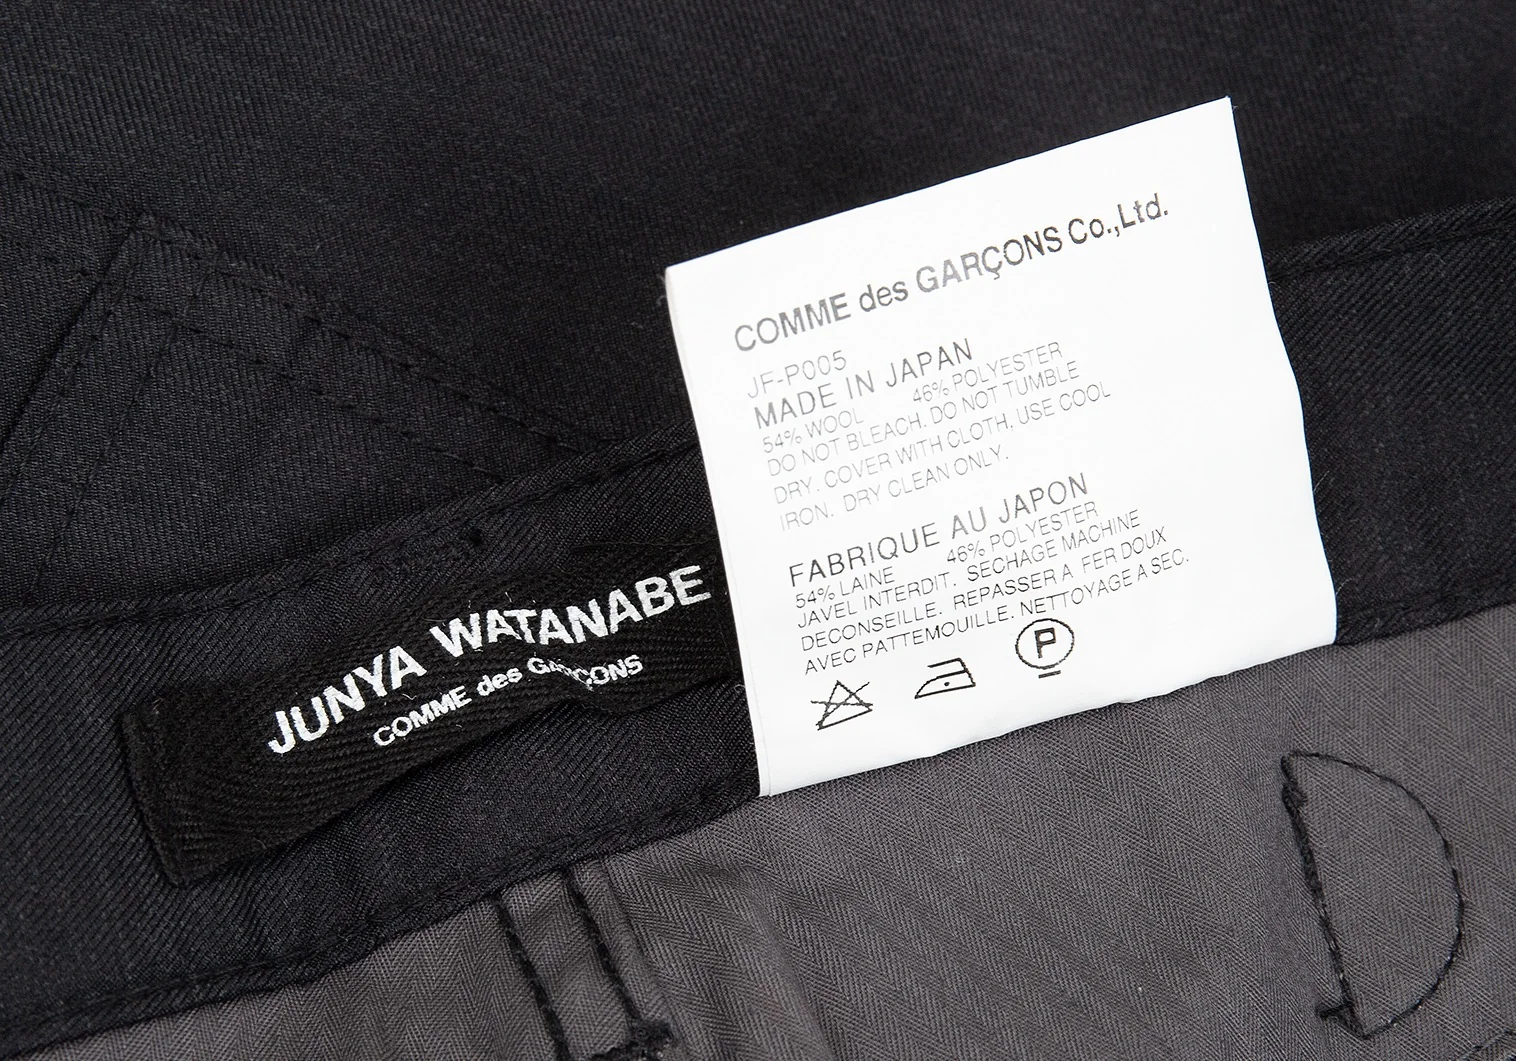 COMME des GARÇONS Co.,Ltd.
JF-P005
MADE IN JAPAN
54% WOOL 46% POLYESTER
DO NOT BLEACH. DO NOT TUMBLE
DRY. COVER WITH CLOTH, USE COOL
IRON. DRY CLEAN ONLY.
FABRIQUE AU JAPON
54% LAINE 46% POLYESTER
JAVEL INTERDIT. SECHAGE MACHINE
DECONSEILLE. REPASSER A FER DOUX
AVEC PATTEMOUILLE. NETTOYAGE A SEC.
P
JUNYA WATANABE
COMME des GARÇONS